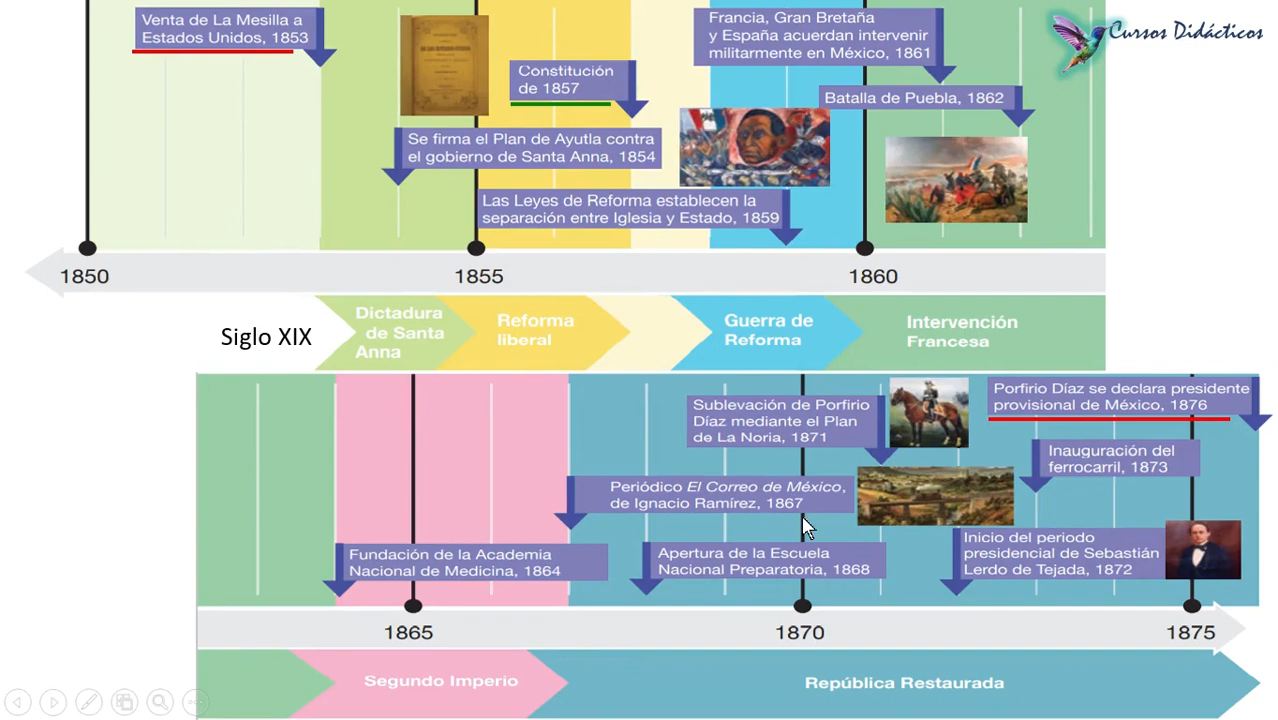 Cursos Didácticos
Venta de La Mesilla a
Estados Unidos, 1853
Constitución
de 1857
Se firma el Plan de Ayutla contra
el gobierno de Santa Anna, 1854
Las Leyes de Reforma establecen la
separación entre Iglesia y Estado, 1859
Francia, Gran Bretaña
y España acuerdan intervenir
militarmente en México, 1861
Batalla de Puebla, 1862
1850
1855
1860
Siglo XIX
Dictadura
de Santa
Anna
Reforma
liberal
Guerra de
Reforma
Intervención
Francesa
Sublevación de Porfirio
Díaz mediante el Plan
de La Noria, 1871
Porfirio Díaz se declara presidente
provisional de México, 1876
Inauguración del
ferrocarril, 1873
Periódico El Correo de México,
de Ignacio Ramírez, 1867
Fundación de la Academia
Nacional de Medicina, 1864
Apertura de la Escuela
Nacional Preparatoria, 1868
Inicio del periodo
presidencial de Sebastián
Lerdo de Tejada, 1872
1865
1870
1875
Segundo Imperio
República Restaurada